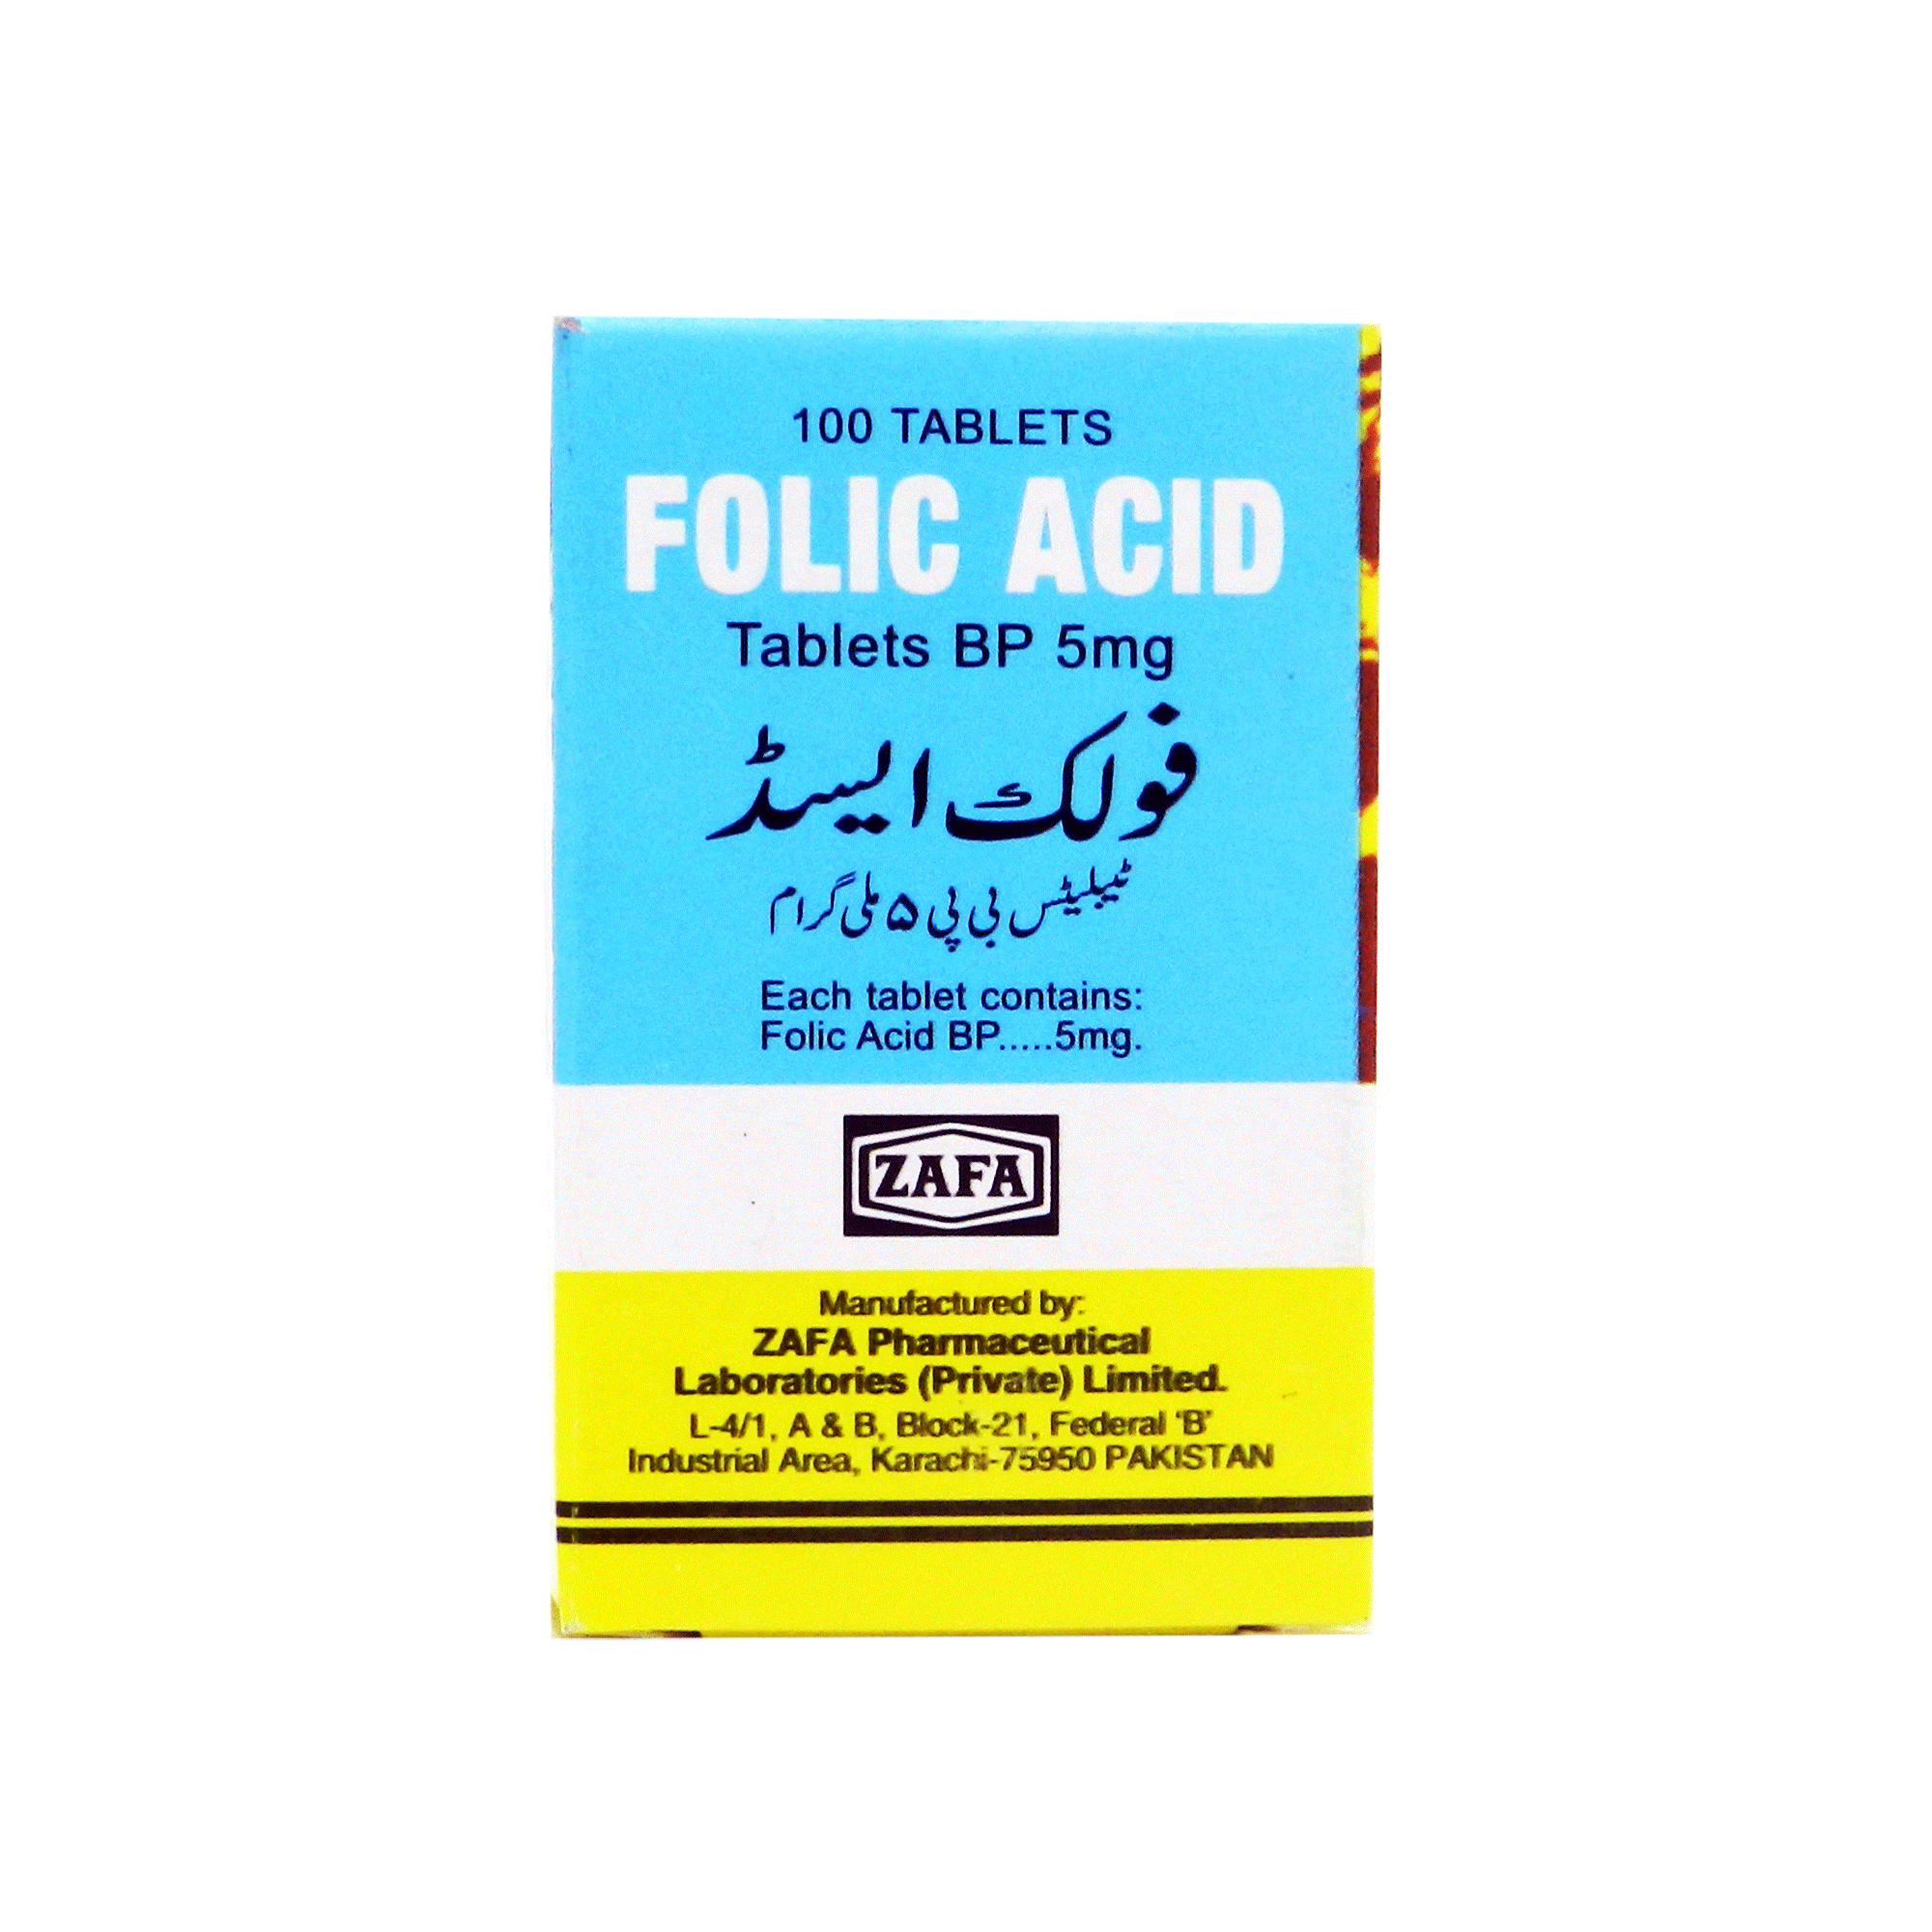 100 TABLETS
FOLIC ACID
Tablets BP 5mg
فولک ایسڈ
ٹیبلیٹس بی پی ۵ ملی گرام
Each tablet contains:
Folic Acid BP.....5mg.
ZAFA
Manufactured by:
ZAFA Pharmaceutical
Laboratories (Private) Limited.
L-4/1, A & B, Block-21, Federal ‘B’
Industrial Area, Karachi-75950 PAKISTAN